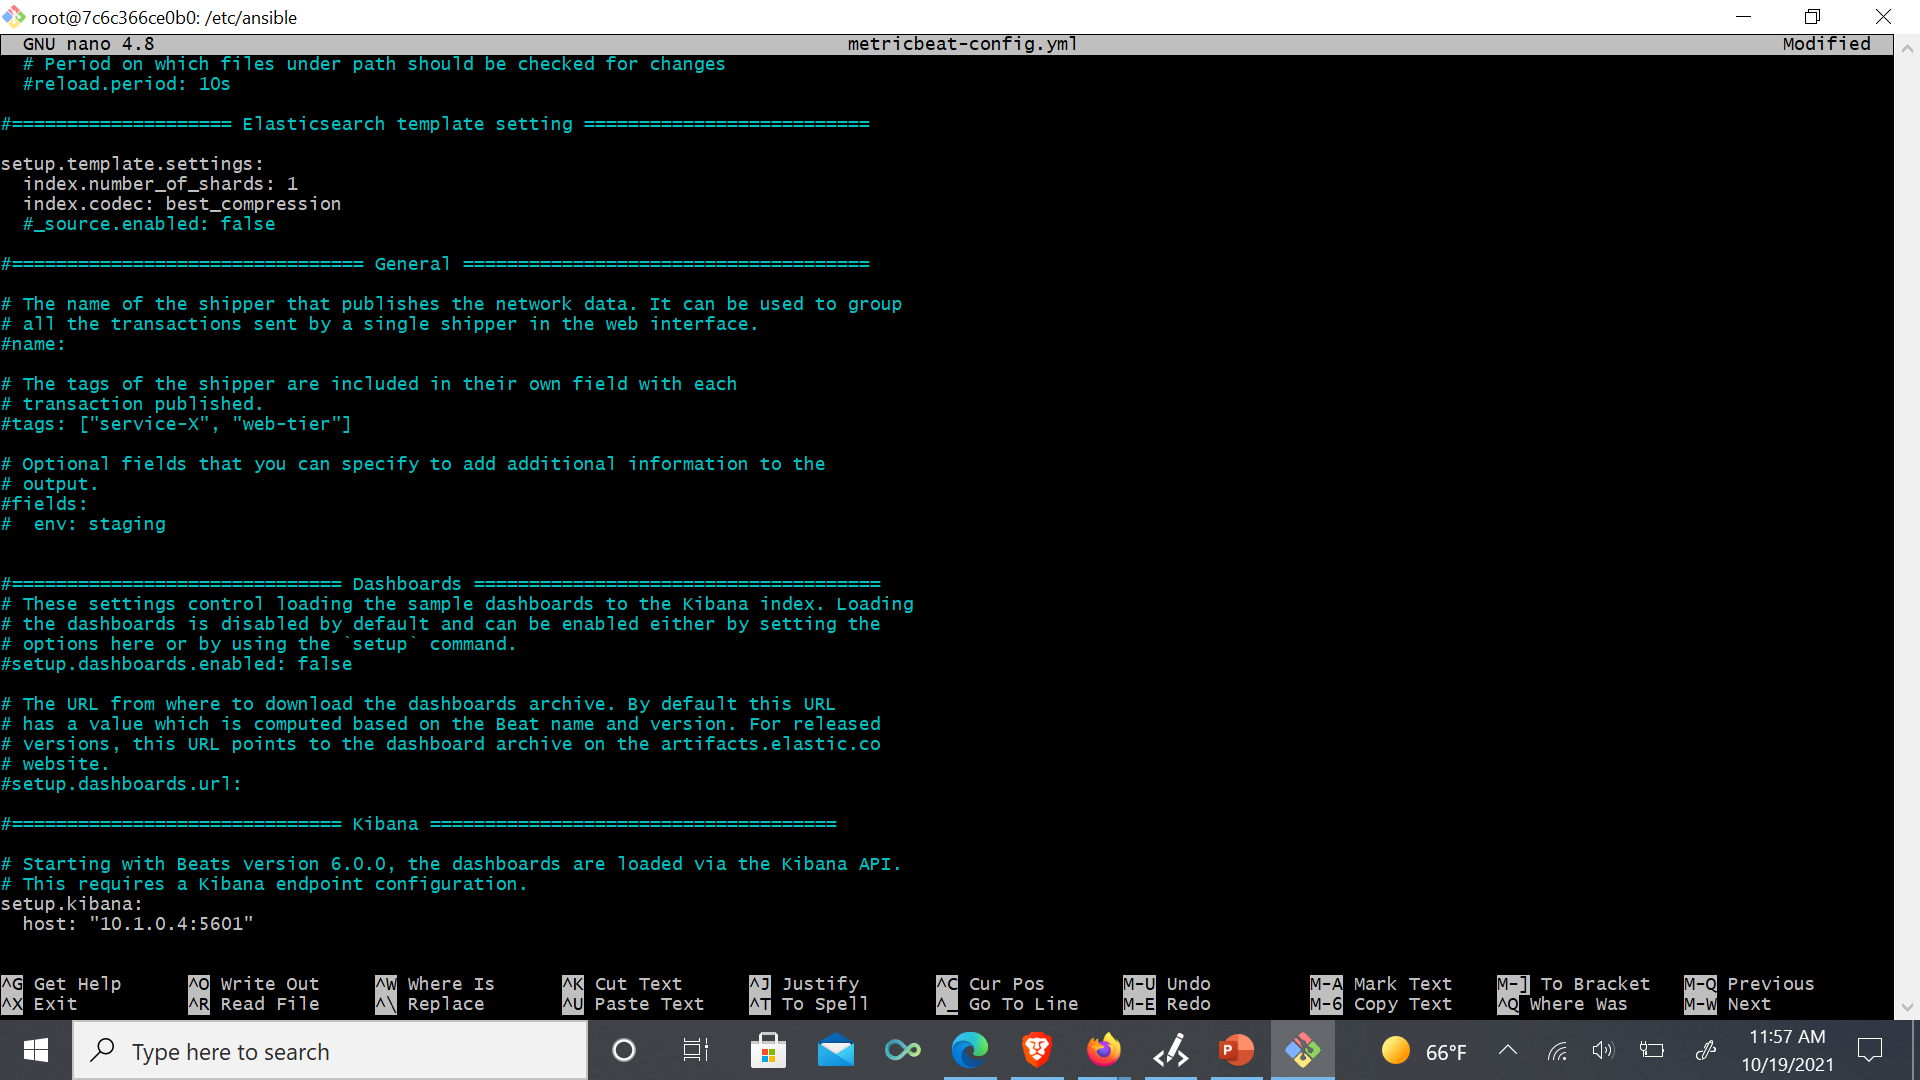 root@7c6c366ce0b0: /etc/ansible
GNU nano 4.8 metricbeat-config.yml Modified
# Period on which files under path should be checked for changes
#reload.period: 10s
#==================== Elasticsearch template setting ==========================
setup.template.settings:
index.number_of_shards: 1
index.codec: best_compression
#_source.enabled: false
#================================ General =====================================
# The name of the shipper that publishes the network data. It can be used to group
# all the transactions sent by a single shipper in the web interface.
#name:
# The tags of the shipper are included in their own field with each
# transaction published.
#tags: ["service-X", "web-tier"]
# Optional fields that you can specify to add additional information to the
# output.
#fields:
#  env: staging
#============================== Dashboards =====================================
# These settings control loading the sample dashboards to the Kibana index. Loading
# the dashboards is disabled by default and can be enabled either by setting the
# options here or by using the `setup` command.
#setup.dashboards.enabled: false
# The URL from where to download the dashboards archive. By default this URL
# has a value which is computed based on the Beat name and version. For released
# versions, this URL points to the dashboard archive on the artifacts.elastic.co
# website.
#setup.dashboards.url:
#============================== Kibana =====================================
# Starting with Beats version 6.0.0, the dashboards are loaded via the Kibana API.
# This requires a Kibana endpoint configuration.
setup.kibana:
host: "10.1.0.4:5601"
^G Get Help ^O Write Out ^W Where Is ^K Cut Text ^J Justify ^C Cur Pos M-U Undo M-A Mark Text M-] To Bracket M-Q Previous
^X Exit ^R Read File ^\ Replace ^U Paste Text ^T To Spell ^_ Go To Line M-E Redo M-6 Copy Text ^Q Where Was M-W Next
Type here to search
66°F
11:57 AM
10/19/2021